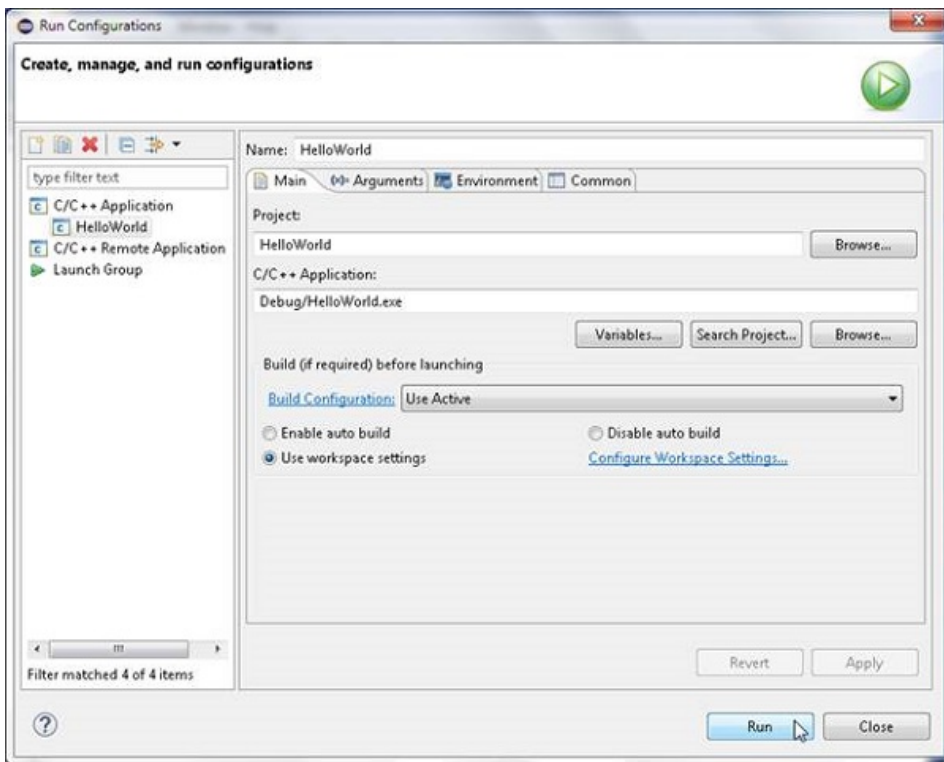 Run Configurations
Create, manage, and run configurations
type filter text
C/C++ Application
HelloWorld
C/C++ Remote Application
Launch Group
Filter matched 4 of 4 items
Name: HelloWorld
Main Arguments Environment Common
Project:
HelloWorld Browse...
C/C++ Application:
Debug/HelloWorld.exe
Variables... Search Project... Browse...
Build (if required) before launching
Build Configuration: Use Active
Enable auto build Disable auto build
Use workspace settings Configure Workspace Settings...
Revert Apply
Run Close